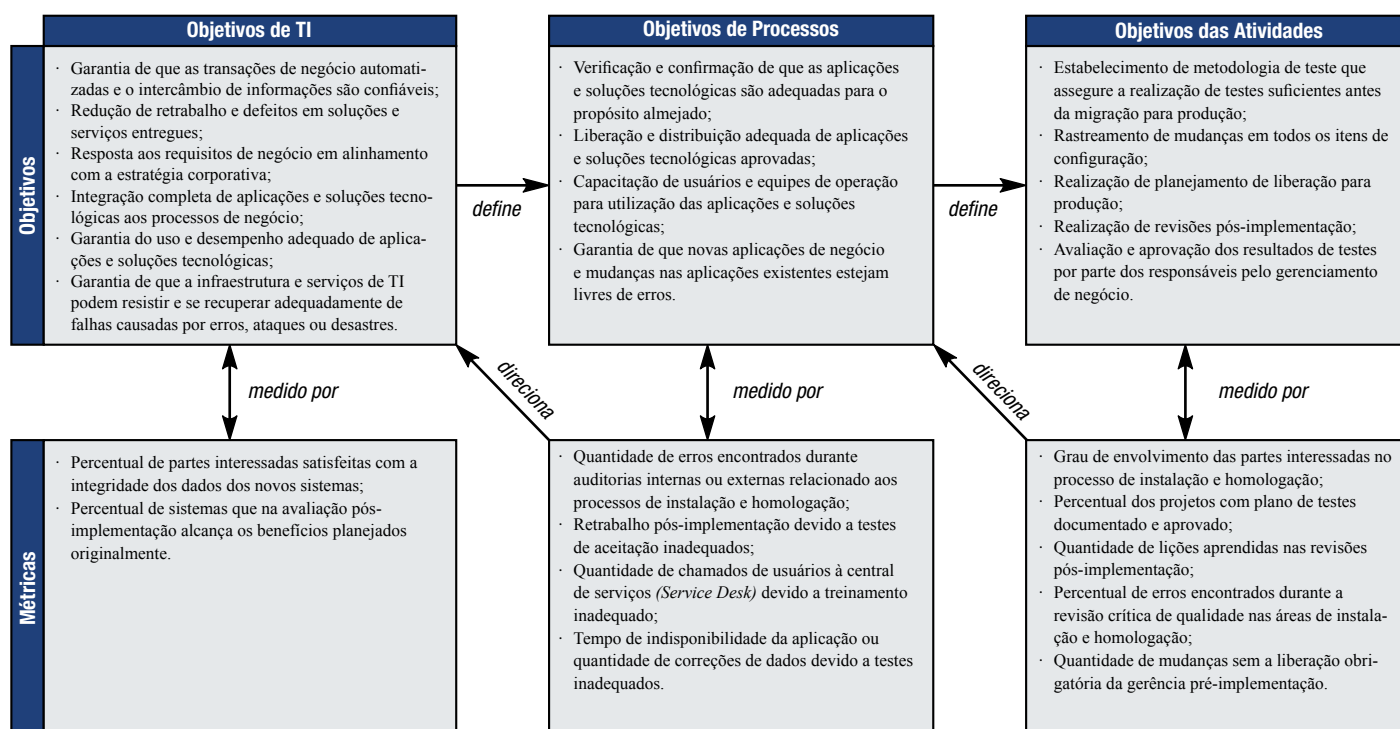 Objetivos de TI
Objetivos de Processos
Objetivos das Atividades
Objetivos
· Garantia de que as transações de negócio automati-
zadas e o intercâmbio de informações são confiáveis;
· Redução de retrabalho e defeitos em soluções e
serviços entregues;
· Resposta aos requisitos de negócio em alinhamento
com a estratégia corporativa;
· Integração completa de aplicações e soluções tecno-
lógicas aos processos de negócio;
· Garantia do uso e desempenho adequado de aplica-
ções e soluções tecnológicas;
· Garantia de que a infraestrutura e serviços de TI
podem resistir e se recuperar adequadamente de
falhas causadas por erros, ataques ou desastres.
define
· Verificação e confirmação de que as aplicações
e soluções tecnológicas são adequadas para o
propósito almejado;
· Liberação e distribuição adequada de aplicações
e soluções tecnológicas aprovadas;
· Capacitação de usuários e equipes de operação
para utilização das aplicações e soluções
tecnológicas;
· Garantia de que novas aplicações de negócio
e mudanças nas aplicações existentes estejam
livres de erros.
define
· Estabelecimento de metodologia de teste que
assegure a realização de testes suficientes antes
da migração para produção;
· Rastreamento de mudanças em todos os itens de
configuração;
· Realização de planejamento de liberação para
produção;
· Realização de revisões pós-implementação;
· Avaliação e aprovação dos resultados de testes
por parte dos responsáveis pelo gerenciamento
de negócio.
medido por
direciona
medido por
direciona
medido por
Métricas
· Percentual de partes interessadas satisfeitas com a
integridade dos dados dos novos sistemas;
· Percentual de sistemas que na avaliação pós-
implementação alcança os benefícios planejados
originalmente.
· Quantidade de erros encontrados durante
auditorias internas ou externas relacionado aos
processos de instalação e homologação;
· Retrabalho pós-implementação devido a testes
de aceitação inadequados;
· Quantidade de chamados de usuários à central
de serviços (Service Desk) devido a treinamento
inadequado;
· Tempo de indisponibilidade da aplicação ou
quantidade de correções de dados devido a testes
inadequados.
· Grau de envolvimento das partes interessadas no
processo de instalação e homologação;
· Percentual dos projetos com plano de testes
documentado e aprovado;
· Quantidade de lições aprendidas nas revisões
pós-implementação;
· Percentual de erros encontrados durante a
revisão crítica de qualidade nas áreas de instala-
ção e homologação;
· Quantidade de mudanças sem a liberação obri-
gatória da gerência pré-implementação.